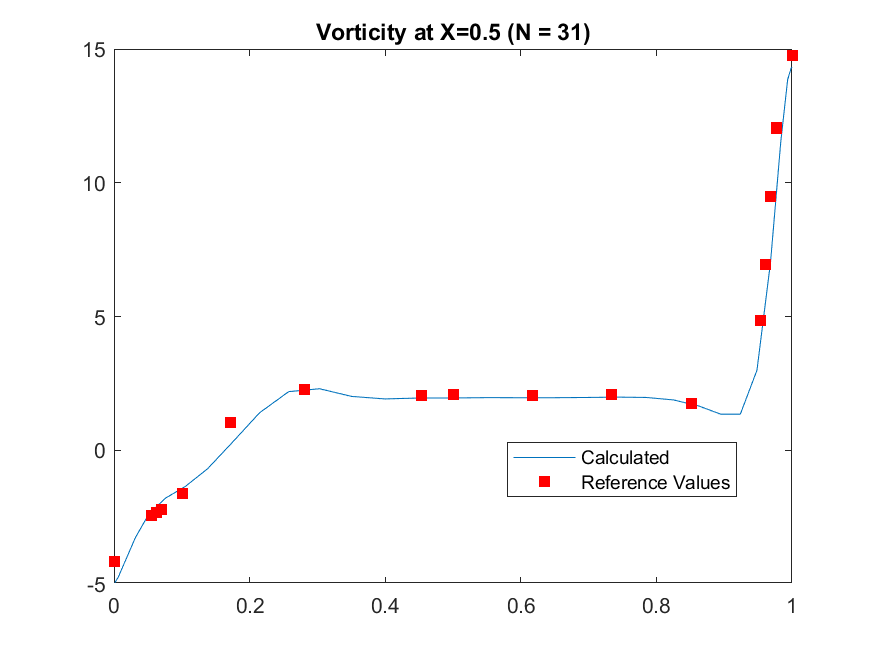 Vorticity at X=0.5 (N = 31)
15
10
5
0
-5
0 0.2 0.4 0.6 0.8 1
Calculated
Reference Values